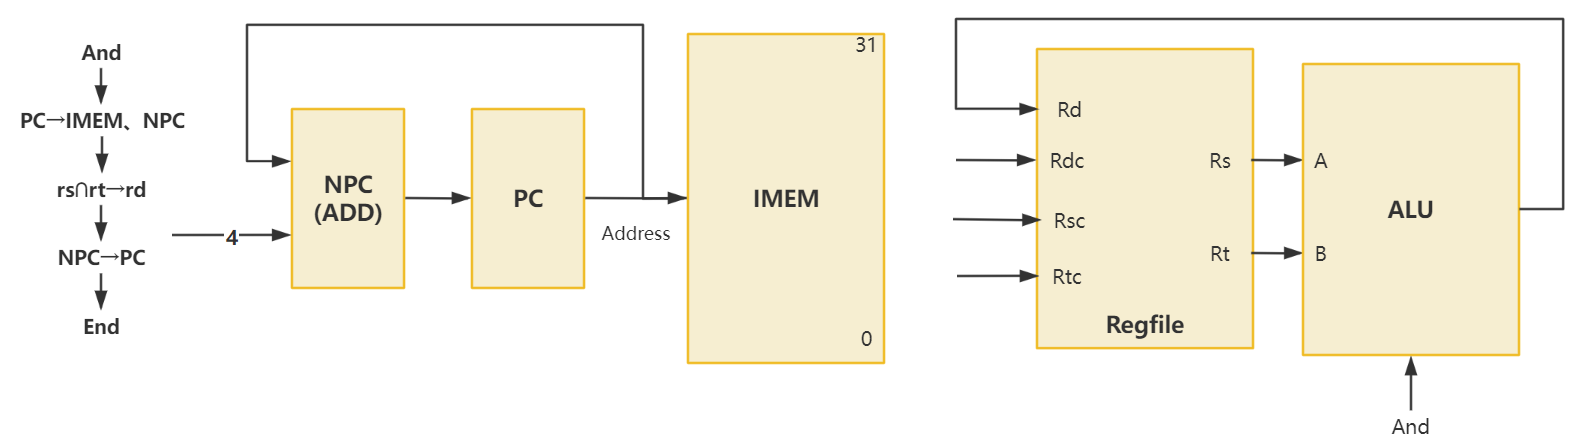 And
PC→IMEM、NPC
rs∩rt→rd
NPC→PC
End
4
NPC
(ADD)
PC
Address
31
IMEM
0
Rd
Rdc
Rsc
Rtc
Rs
Rt
Regfile
A
B
ALU
And